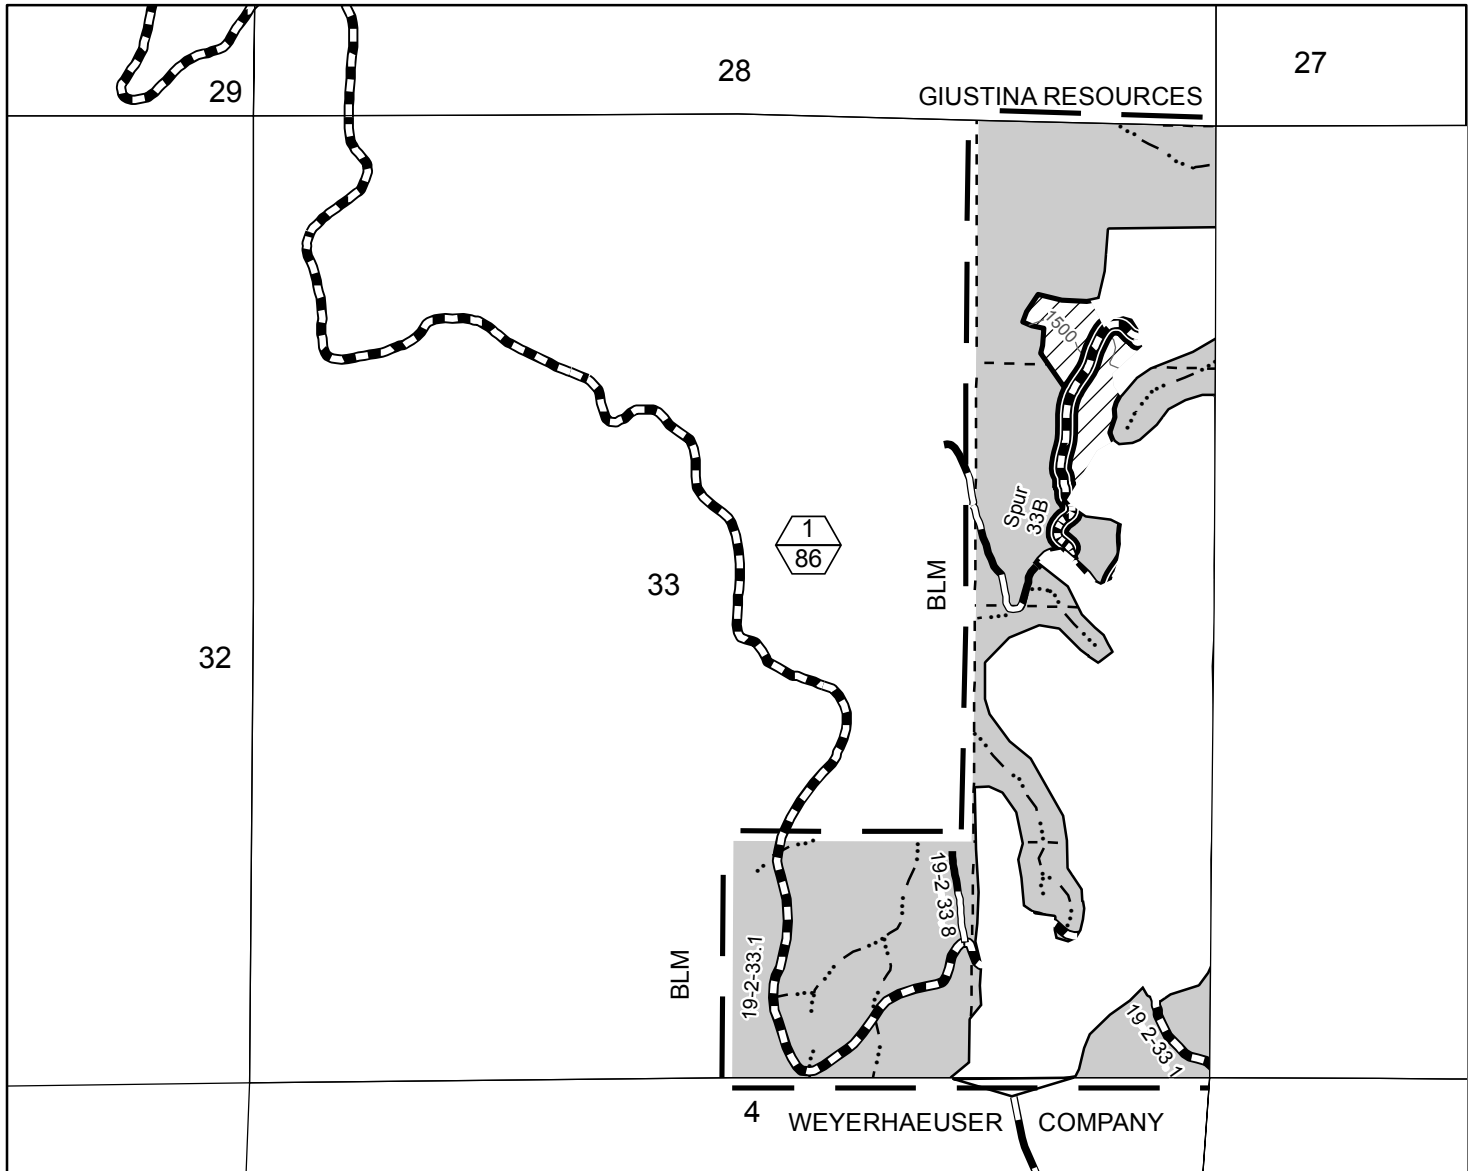 28
27
29
GIUSTINA RESOURCES
1500
Spur
33B
1
86
33
BLM
32
19-2 33 8
19-2-33.1
BLM
19 2-33 1
4
WEYERHAEUSER COMPANY